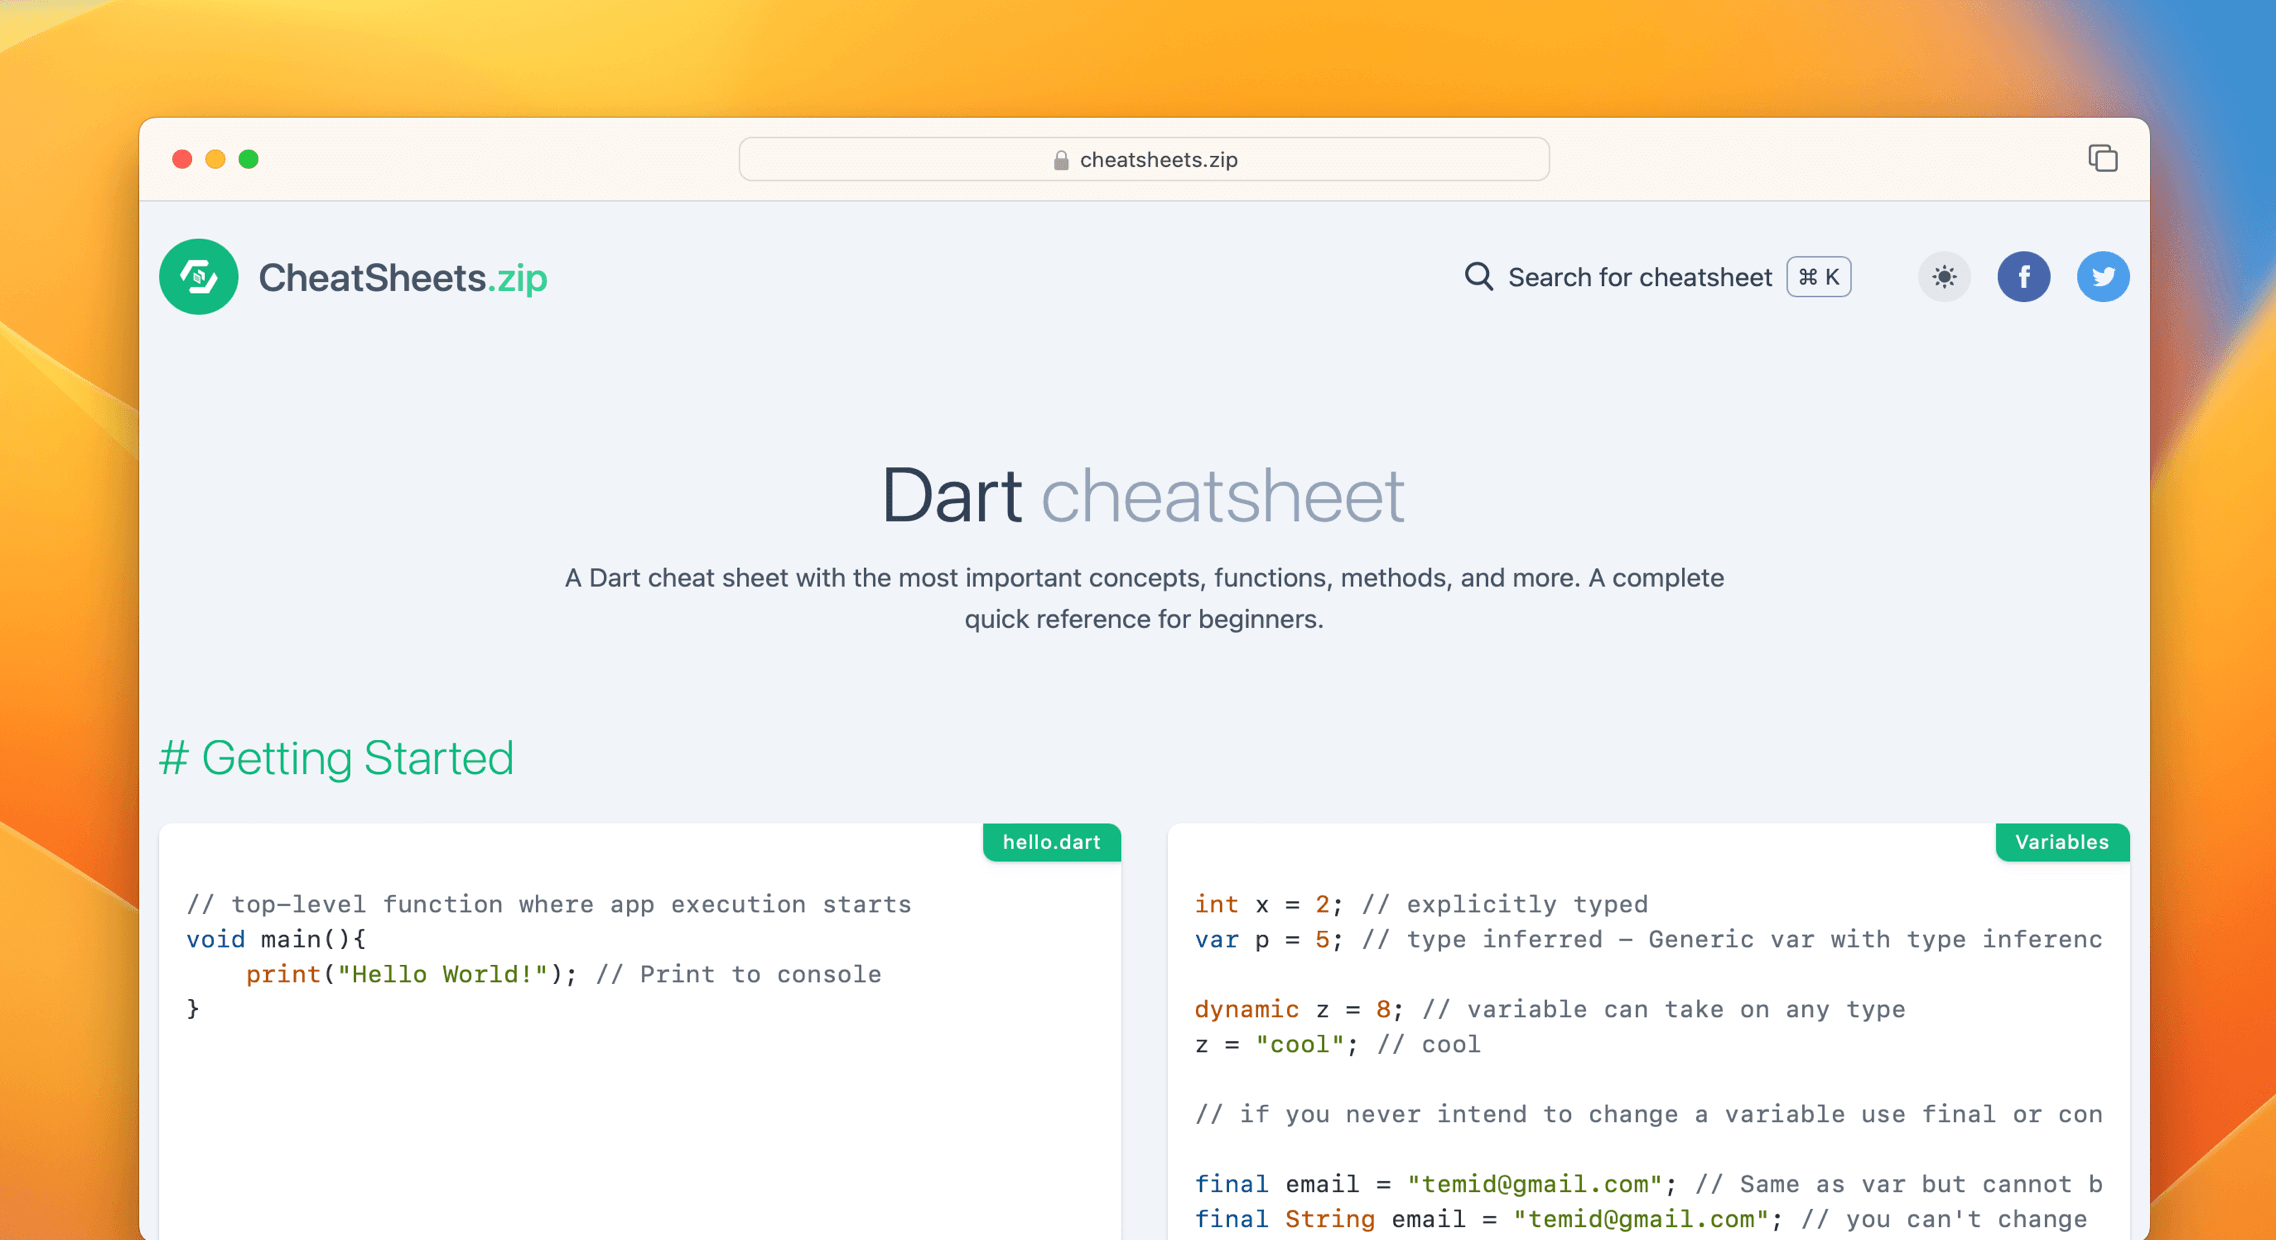 cheatsheets.zip
CheatSheets.zip
Search for cheatsheet ⌘ K
f
Dart cheatsheet
A Dart cheat sheet with the most important concepts, functions, methods, and more. A complete
quick reference for beginners.
# Getting Started
hello.dart
// top-level function where app execution starts
void main(){
    print("Hello World!"); // Print to console
}
Variables
int x = 2; // explicitly typed
var p = 5; // type inferred - Generic var with type inferenc
dynamic z = 8; // variable can take on any type
z = "cool"; // cool
// if you never intend to change a variable use final or con
final email = "temid@gmail.com"; // Same as var but cannot b
final String email = "temid@gmail.com"; // you can't change